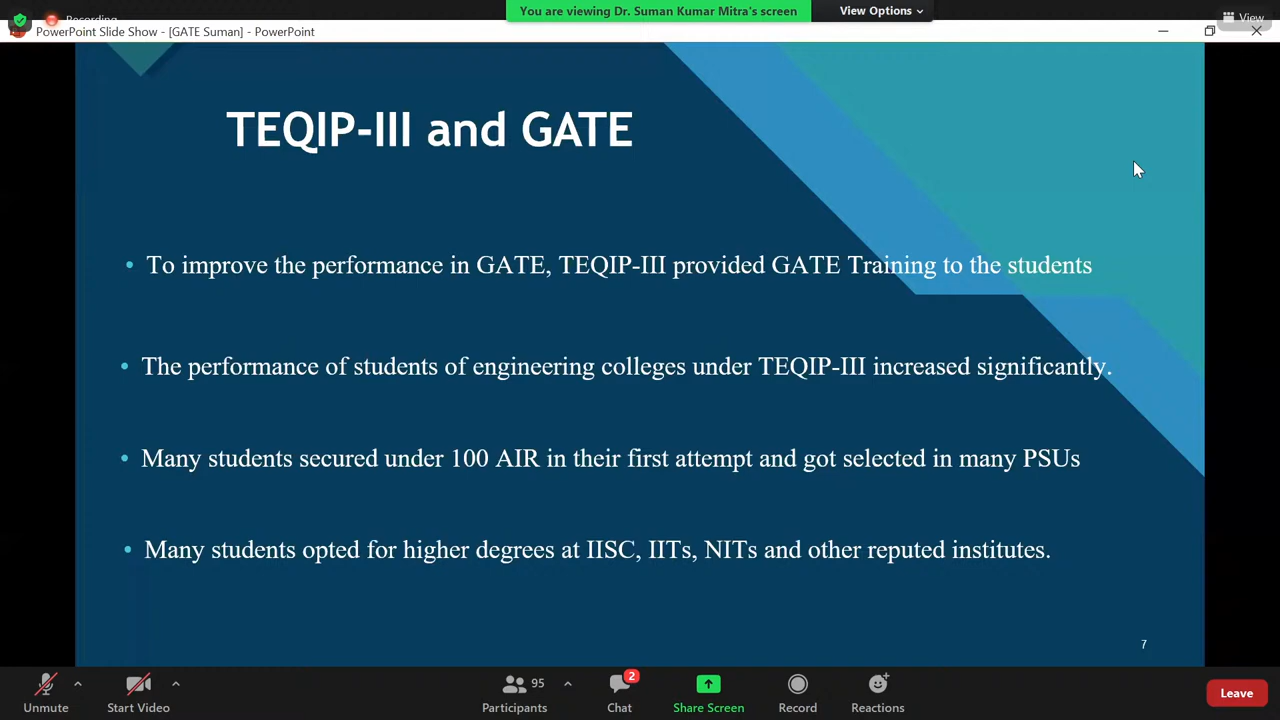 Recording
You are viewing Dr. Suman Kumar Mitra's screen
View Options
View
PowerPoint Slide Show - [GATE Suman] - PowerPoint
TEQIP-III and GATE
• To improve the performance in GATE, TEQIP-III provided GATE Training to the students
• The performance of students of engineering colleges under TEQIP-III increased significantly.
• Many students secured under 100 AIR in their first attempt and got selected in many PSUs
• Many students opted for higher degrees at IISC, IITs, NITs and other reputed institutes.
7
95
2
Unmute
Start Video
Participants
Chat
Share Screen
Record
Reactions
Leave